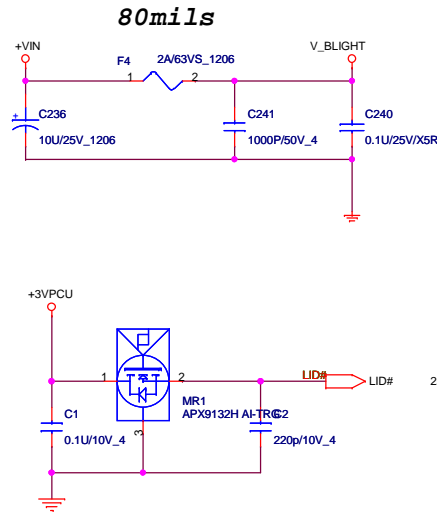 80mils
+VIN
V_BLIGHT
F4
2A/63VS_1206
1
2
C236
10U/25V_1206
C241
1000P/50V_4
C240
0.1U/25V/X5R
+3VPCU
1
2
LID#
LID#
2
MR1
APX9132H AI-TRG
C2
3
C1
0.1U/10V_4
220p/10V_4